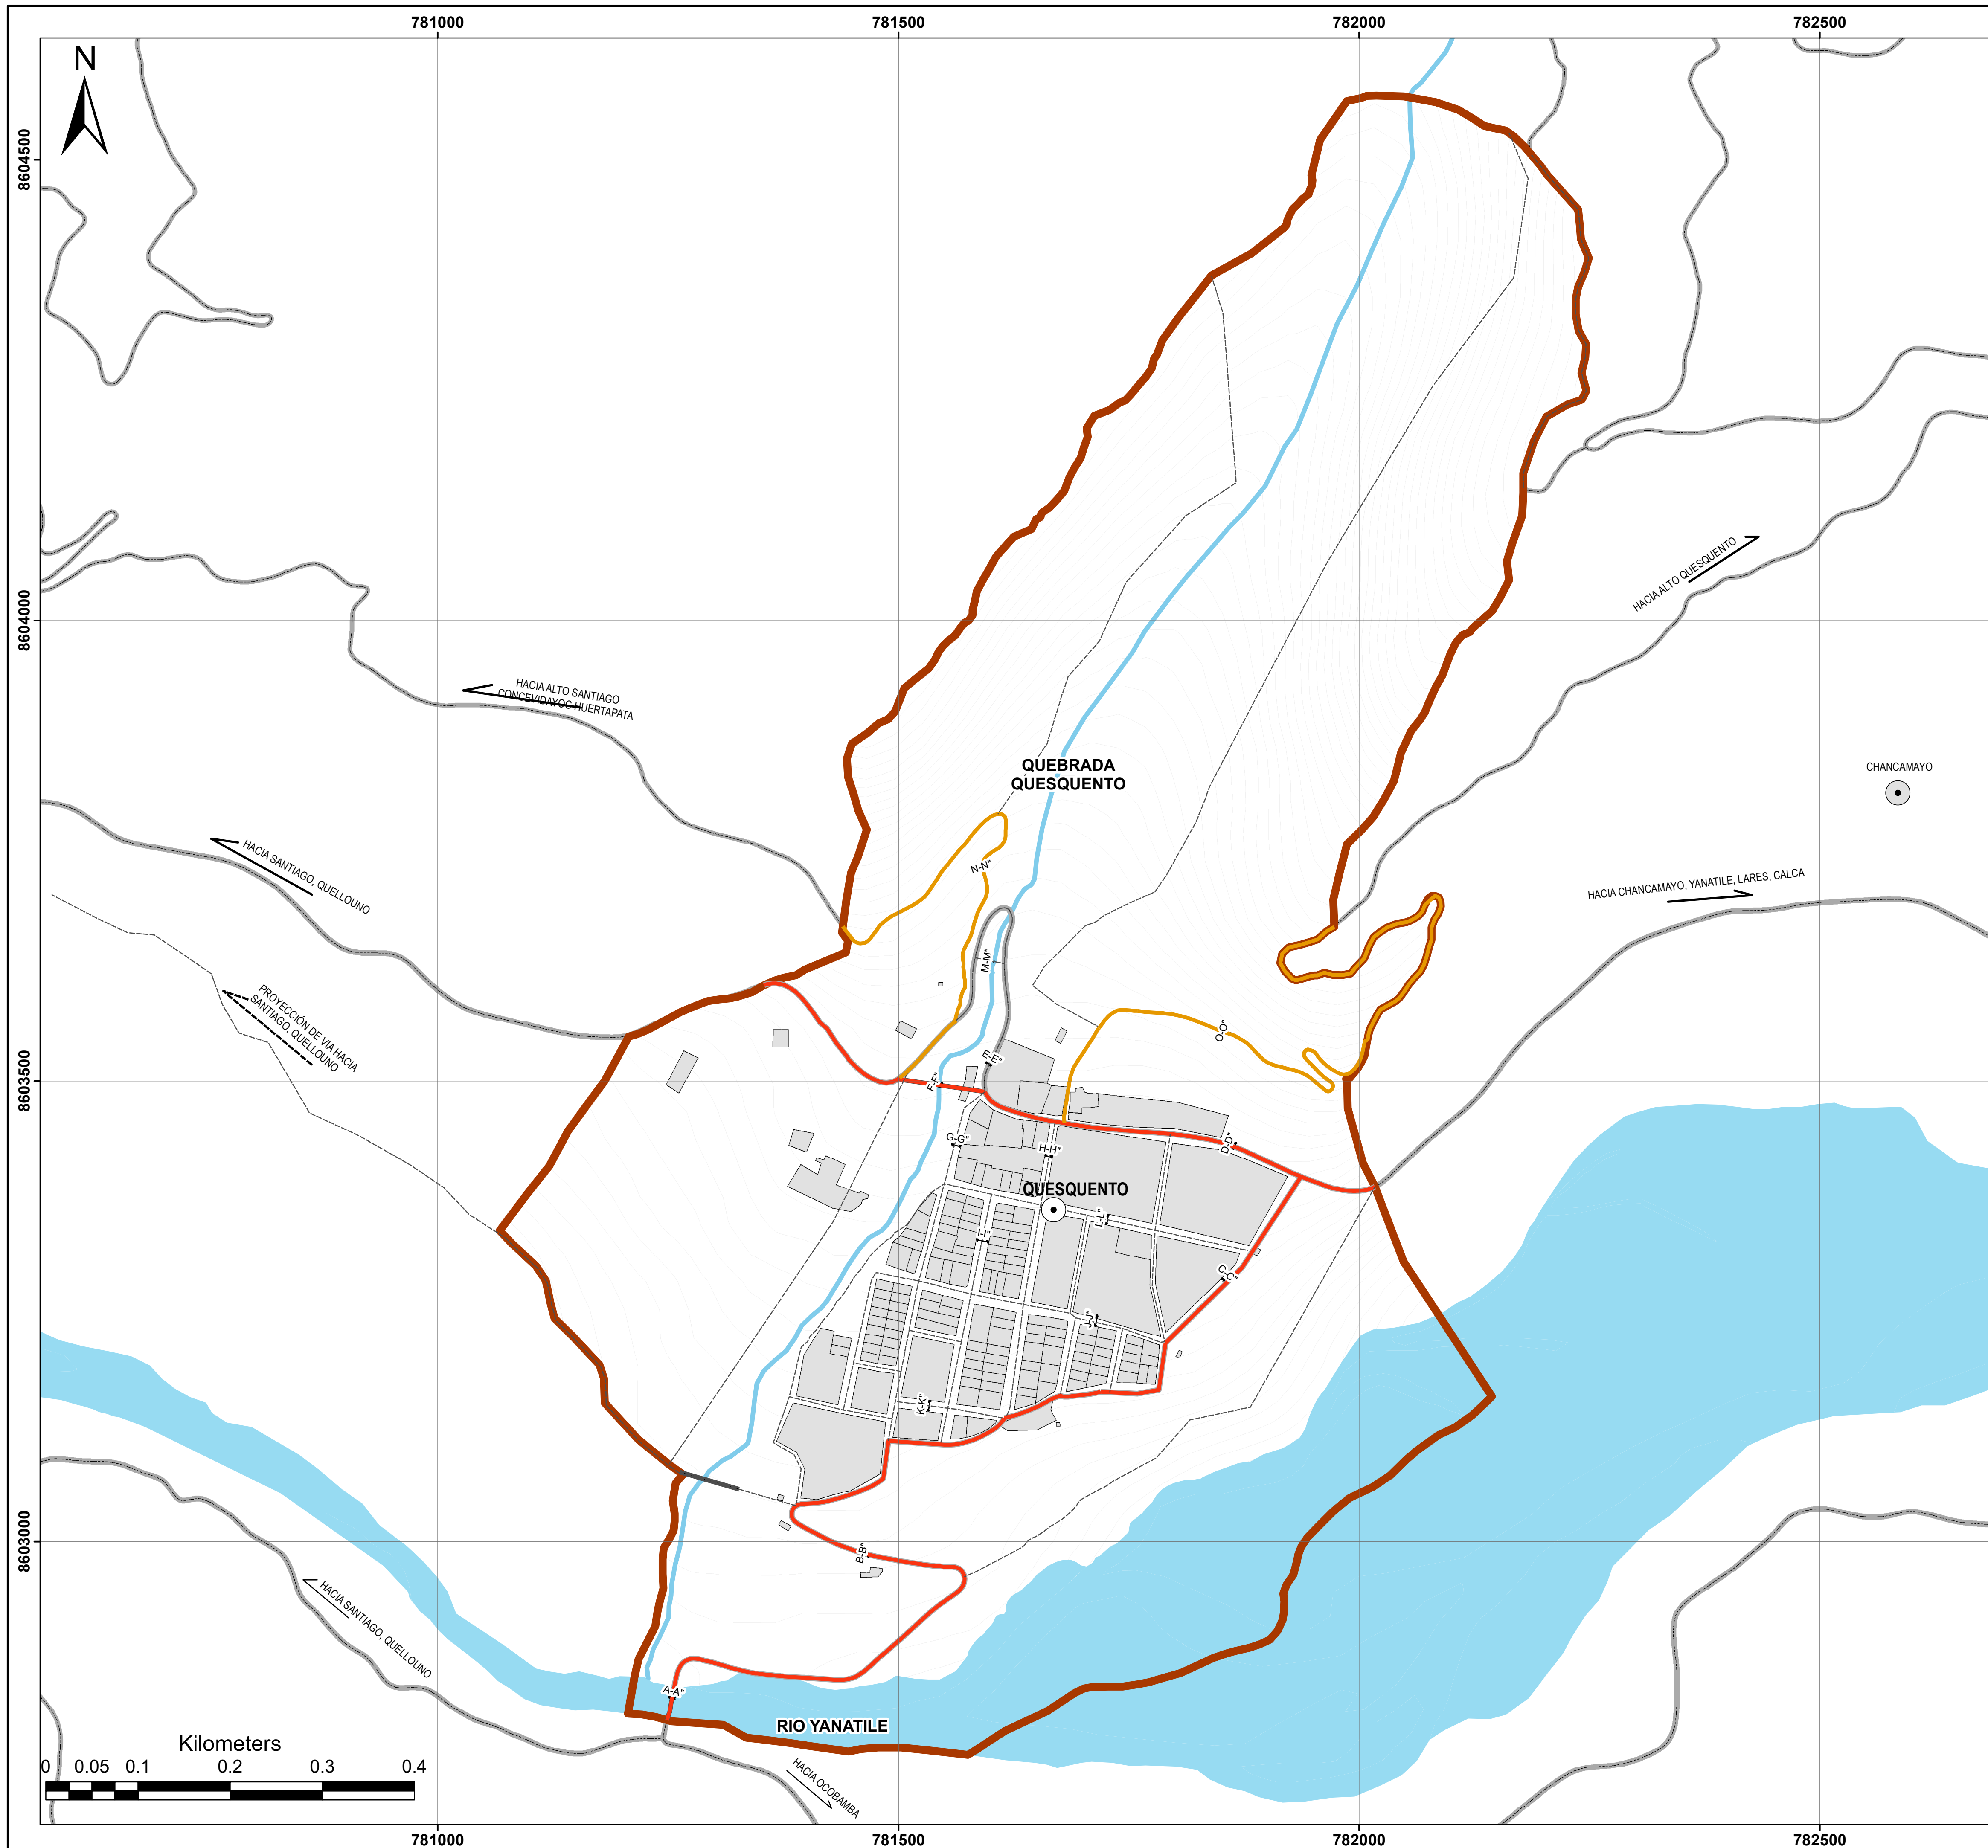 781000
781500
782000
782500
N
8604500
8604000
8603500
8603000
HACIA ALTO QUESQUENTO
HACIA ALTO SANTIAGO
CONCEVIDAYOC HUERTAPATA
QUEBRADA
QUESQUENTO
CHANCAMAYO
HACIA SANTIAGO, QUELLOUNO
N-N"
HACIA CHANCAMAYO, YANATILE, LARES, CALCA
M-M"
PROYECCIÓN DE VIA HACIA
SANTIAGO, QUELLOUNO
O-O"
E-E"
F-F"
G-G"
H-H"
D-D"
QUESQUENTO
L-L"
I-I"
C-C"
J-J"
K-K"
B-B"
HACIA SANTIAGO, QUELLOUNO
A-A"
RIO YANATILE
HACIA OCOBAMBA
Kilometers
0 0.05 0.1 0.2 0.3 0.4
781000
781500
782000
782500